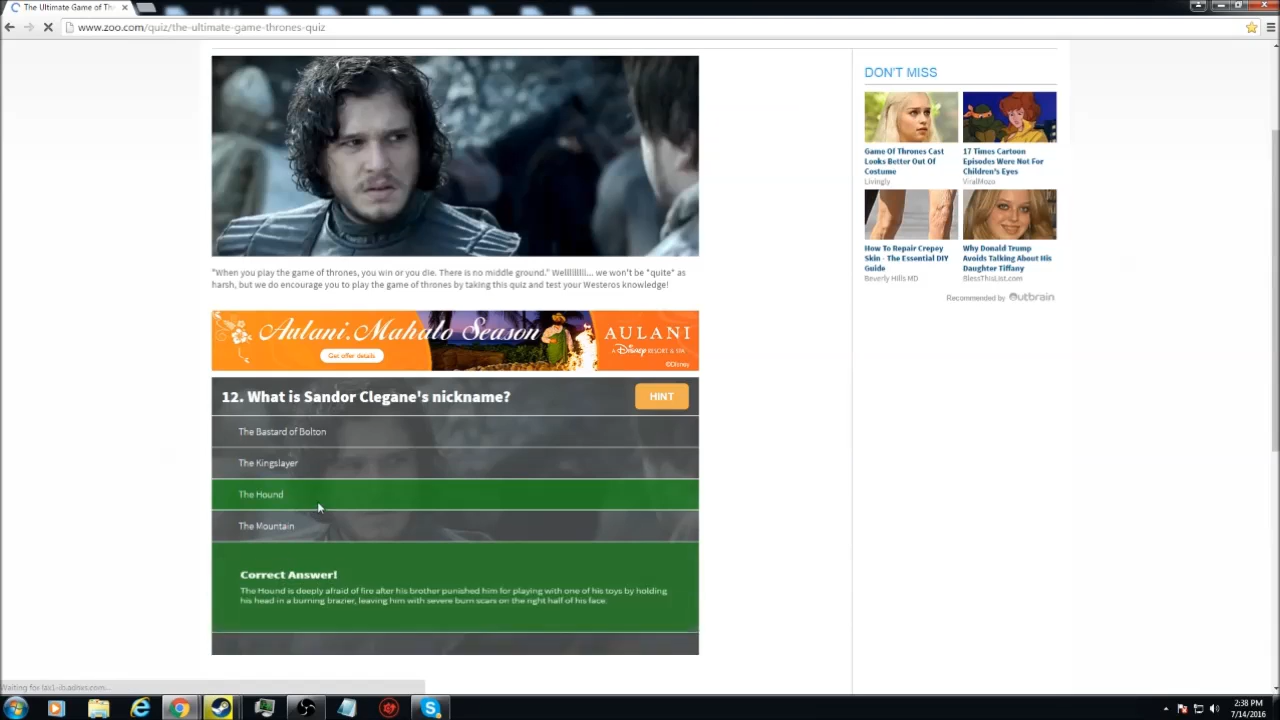 The Ultimate Game of Thr
www.zoo.com/quiz/the-ultimate-game-thrones-quiz
"When you play the game of thrones, you win or you die. There is no middle ground." Wellllllllll... we won't be *quite* as
harsh, but we do encourage you to play the game of thrones by taking this quiz and test your Westeros knowledge!
Aulani.Mahalo Season
Get offer details
AULANI
A Disney RESORT & SPA
©Disney
12. What is Sandor Clegane's nickname?
HINT
The Bastard of Bolton
The Kingslayer
The Hound
The Mountain
Correct Answer!
The Hound is deeply afraid of fire after his brother punished him for playing with one of his toys by holding
his head in a burning brazier, leaving him with severe burn scars on the right half of his face.
DON'T MISS
Game Of Thrones Cast
Looks Better Out Of
Costume
Livingly
17 Times Cartoon
Episodes Were Not For
Children's Eyes
ViralMozo
How To Repair Crepey
Skin - The Essential DIY
Guide
Beverly Hills MD
Why Donald Trump
Avoids Talking About His
Daughter Tiffany
BlessThisList.com
Recommended by Outbrain
2:38 PM
7/14/2016